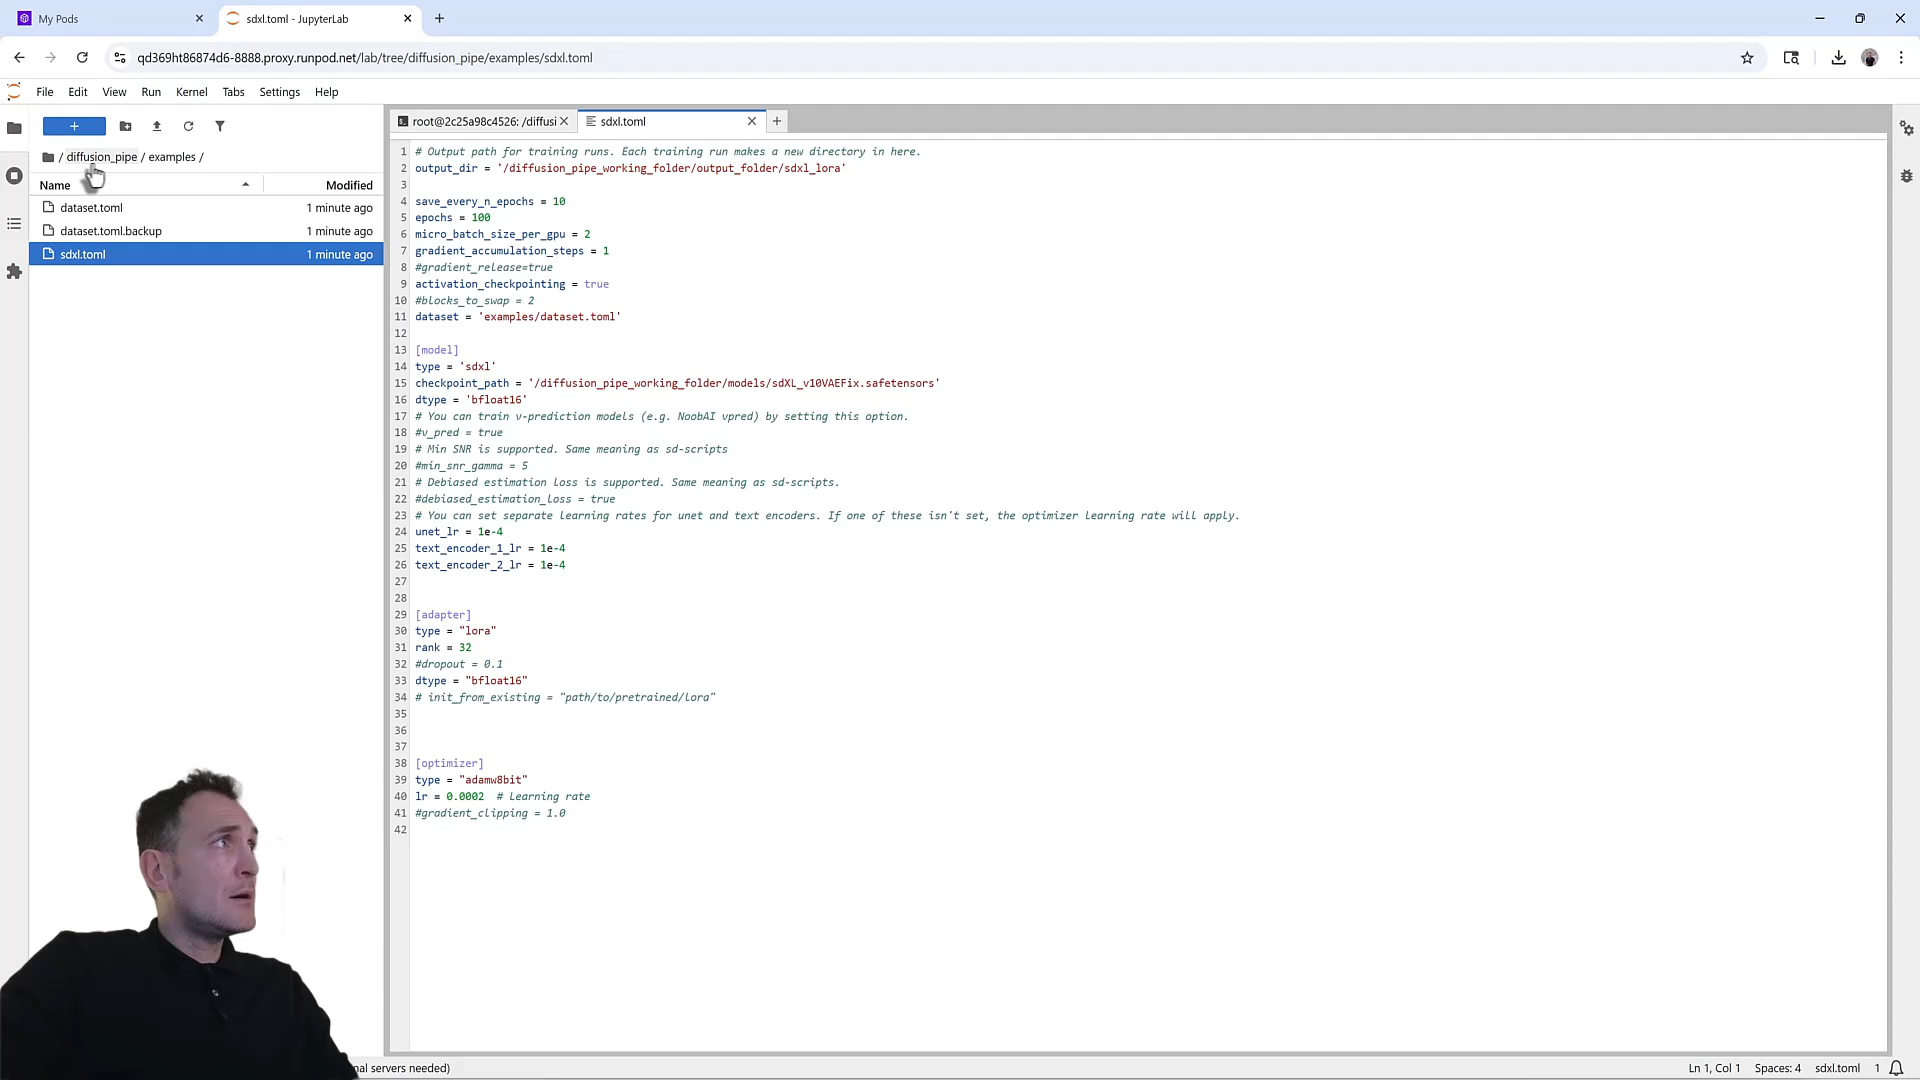 My Pods
sdxl.toml - JupyterLab
qd369ht86874d6-8888.proxy.runpod.net/lab/tree/diffusion_pipe/examples/sdxl.toml
File Edit View Run Kernel Tabs Settings Help
/ diffusion_pipe / examples /
Name Modified
dataset.toml 1 minute ago
dataset.toml.backup 1 minute ago
sdxl.toml 1 minute ago
root@2c25a98c4526: /diffusi
sdxl.toml
1 # Output path for training runs. Each training run makes a new directory in here.
2 output_dir = '/diffusion_pipe_working_folder/output_folder/sdxl_lora'
3
4 save_every_n_epochs = 10
5 epochs = 100
6 micro_batch_size_per_gpu = 2
7 gradient_accumulation_steps = 1
8 #gradient_release=true
9 activation_checkpointing = true
10 #blocks_to_swap = 2
11 dataset = 'examples/dataset.toml'
12
13 [model]
14 type = 'sdxl'
15 checkpoint_path = '/diffusion_pipe_working_folder/models/sdXL_v10VAEFix.safetensors'
16 dtype = 'bfloat16'
17 # You can train v-prediction models (e.g. NoobAI vpred) by setting this option.
18 #v_pred = true
19 # Min SNR is supported. Same meaning as sd-scripts
20 #min_snr_gamma = 5
21 # Debiased estimation loss is supported. Same meaning as sd-scripts.
22 #debiased_estimation_loss = true
23 # You can set separate learning rates for unet and text encoders. If one of these isn't set, the optimizer learning rate will apply.
24 unet_lr = 1e-4
25 text_encoder_1_lr = 1e-4
26 text_encoder_2_lr = 1e-4
27
28
29 [adapter]
30 type = "lora"
31 rank = 32
32 #dropout = 0.1
33 dtype = "bfloat16"
34 # init_from_existing = "path/to/pretrained/lora"
35
36
37
38 [optimizer]
39 type = "adamw8bit"
40 lr = 0.0002 # Learning rate
41 #gradient_clipping = 1.0
42
nal servers needed)
Ln 1, Col 1 Spaces: 4 sdxl.toml 1